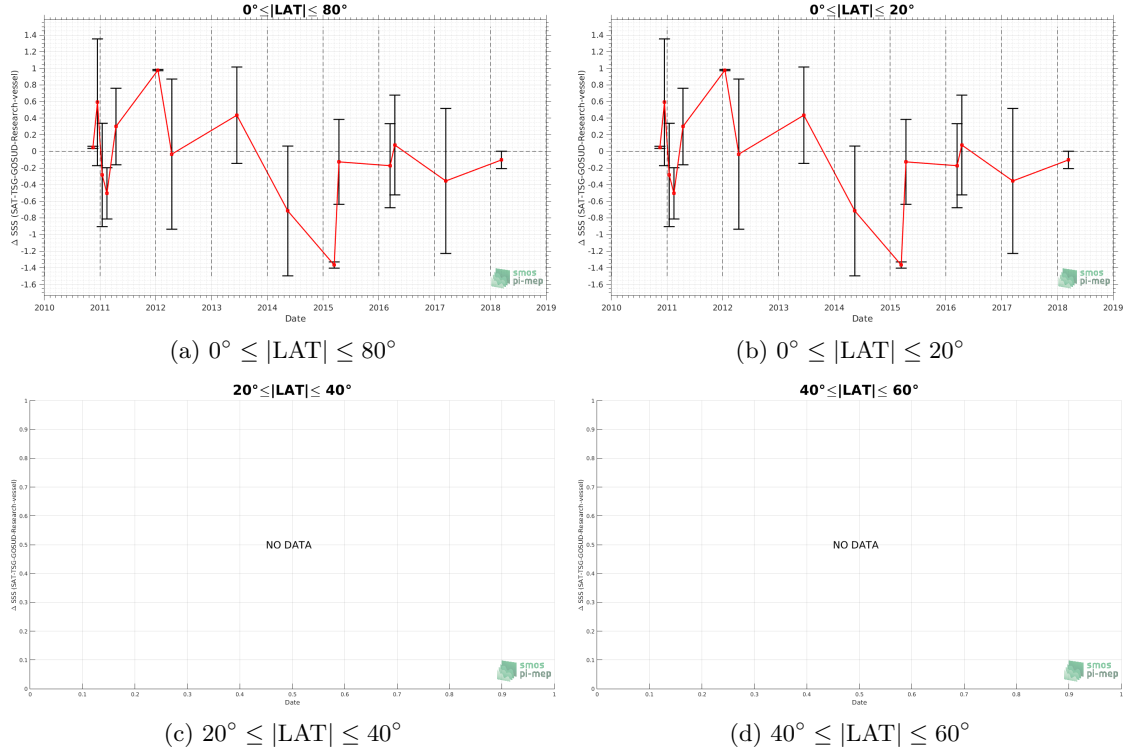 0°≤|LAT|≤ 80°
Δ SSS (SAT-TSG-GOSUD-Research-vessel)
1.4
1.2
1
0.8
0.6
0.4
0.2
0
-0.2
-0.4
-0.6
-0.8
-1
-1.2
-1.4
-1.6
2010 2011 2012 2013 2014 2015 2016 2017 2018 2019
Date
smos
pi-mep
(a) 0° ≤ |LAT| ≤ 80°
0°≤|LAT|≤ 20°
Δ SSS (SAT-TSG-GOSUD-Research-vessel)
1.4
1.2
1
0.8
0.6
0.4
0.2
0
-0.2
-0.4
-0.6
-0.8
-1
-1.2
-1.4
-1.6
2010 2011 2012 2013 2014 2015 2016 2017 2018 2019
Date
smos
pi-mep
(b) 0° ≤ |LAT| ≤ 20°
20°≤|LAT|≤ 40°
Δ SSS (SAT-TSG-GOSUD-Research-vessel)
1
0.9
0.8
0.7
0.6
0.5
0.4
0.3
0.2
0.1
0
NO DATA
0 0.1 0.2 0.3 0.4 0.5 0.6 0.7 0.8 0.9 1
Date
smos
pi-mep
(c) 20° ≤ |LAT| ≤ 40°
40°≤|LAT|≤ 60°
Δ SSS (SAT-TSG-GOSUD-Research-vessel)
1
0.9
0.8
0.7
0.6
0.5
0.4
0.3
0.2
0.1
0
NO DATA
0 0.1 0.2 0.3 0.4 0.5 0.6 0.7 0.8 0.9 1
Date
smos
pi-mep
(d) 40° ≤ |LAT| ≤ 60°